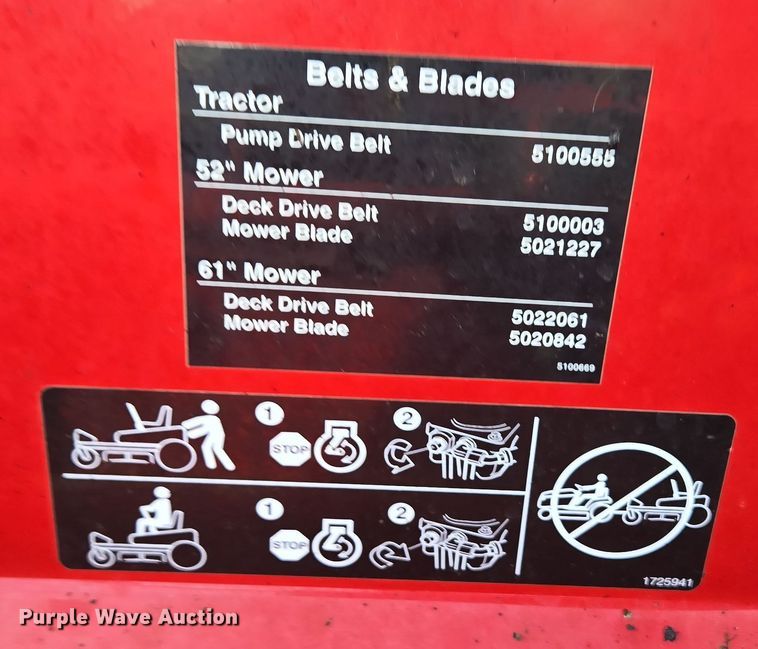 Belts & Blades
Tractor
Pump Drive Belt 5100555
52" Mower
Deck Drive Belt 5100003
Mower Blade 5021227
61" Mower
Deck Drive Belt 5022061
Mower Blade 5020842
5100669
1 2
STOP
1 2
STOP
1725941
Purple Wave Auction